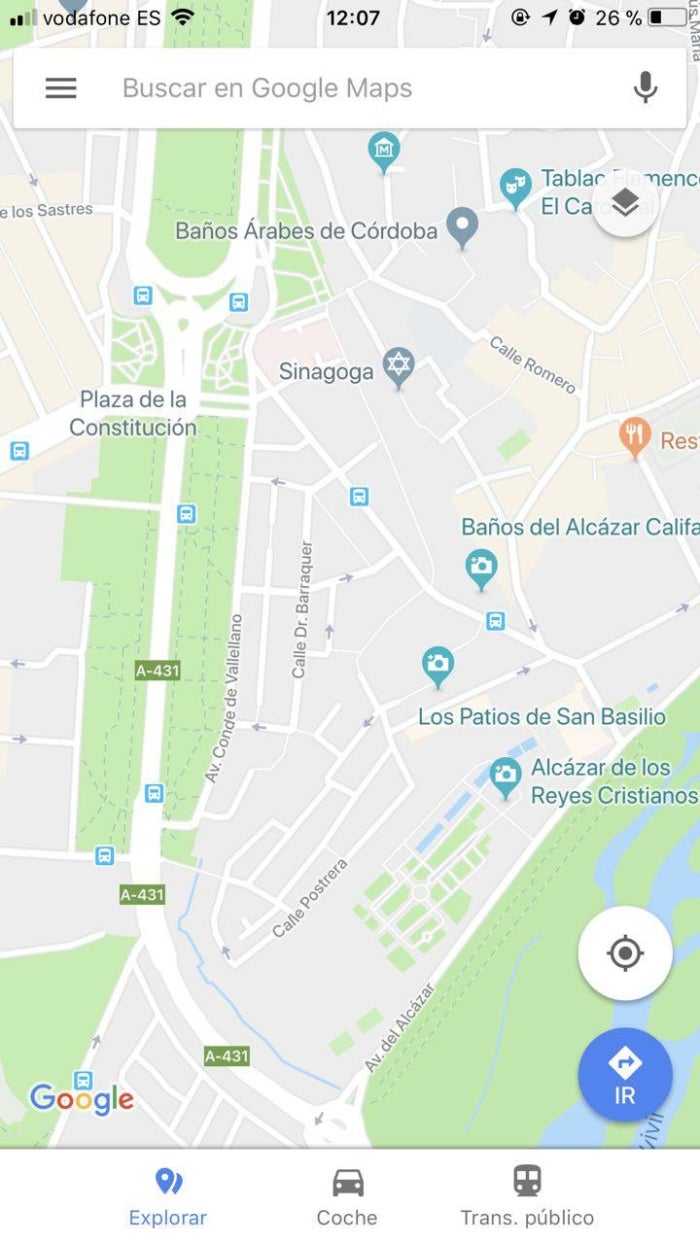 vodafone ES
12:07
26 %
Buscar en Google Maps
Tablao Flamenco
El Cardenal
e los Sastres
Baños Árabes de Córdoba
Calle Romero
Sinagoga
Plaza de la
Constitución
Res
Baños del Alcázar Califa
Calle Dr. Barraquer
Av. Conde de Vallellano
A-431
Los Patios de San Basilio
Alcázar de los
Reyes Cristianos
A-431
Calle Postrera
Av. del Alcázar
A-431
Google
IR
Explorar
Coche
Trans. público